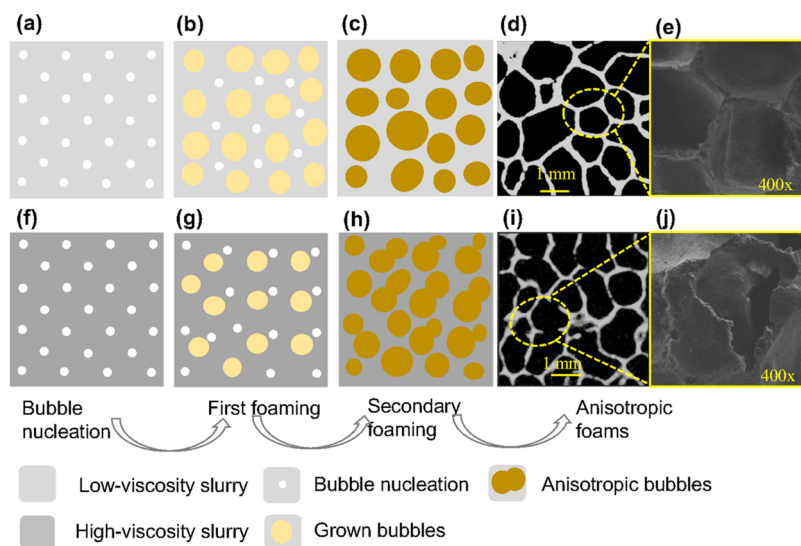 (a) (b) (c) (d) (e)
1 mm 400x
(f) (g) (h) (i) (j)
1 mm 400x
Bubble nucleation
First foaming
Secondary foaming
Anisotropic foams
Low-viscosity slurry Bubble nucleation Anisotropic bubbles
High-viscosity slurry Grown bubbles